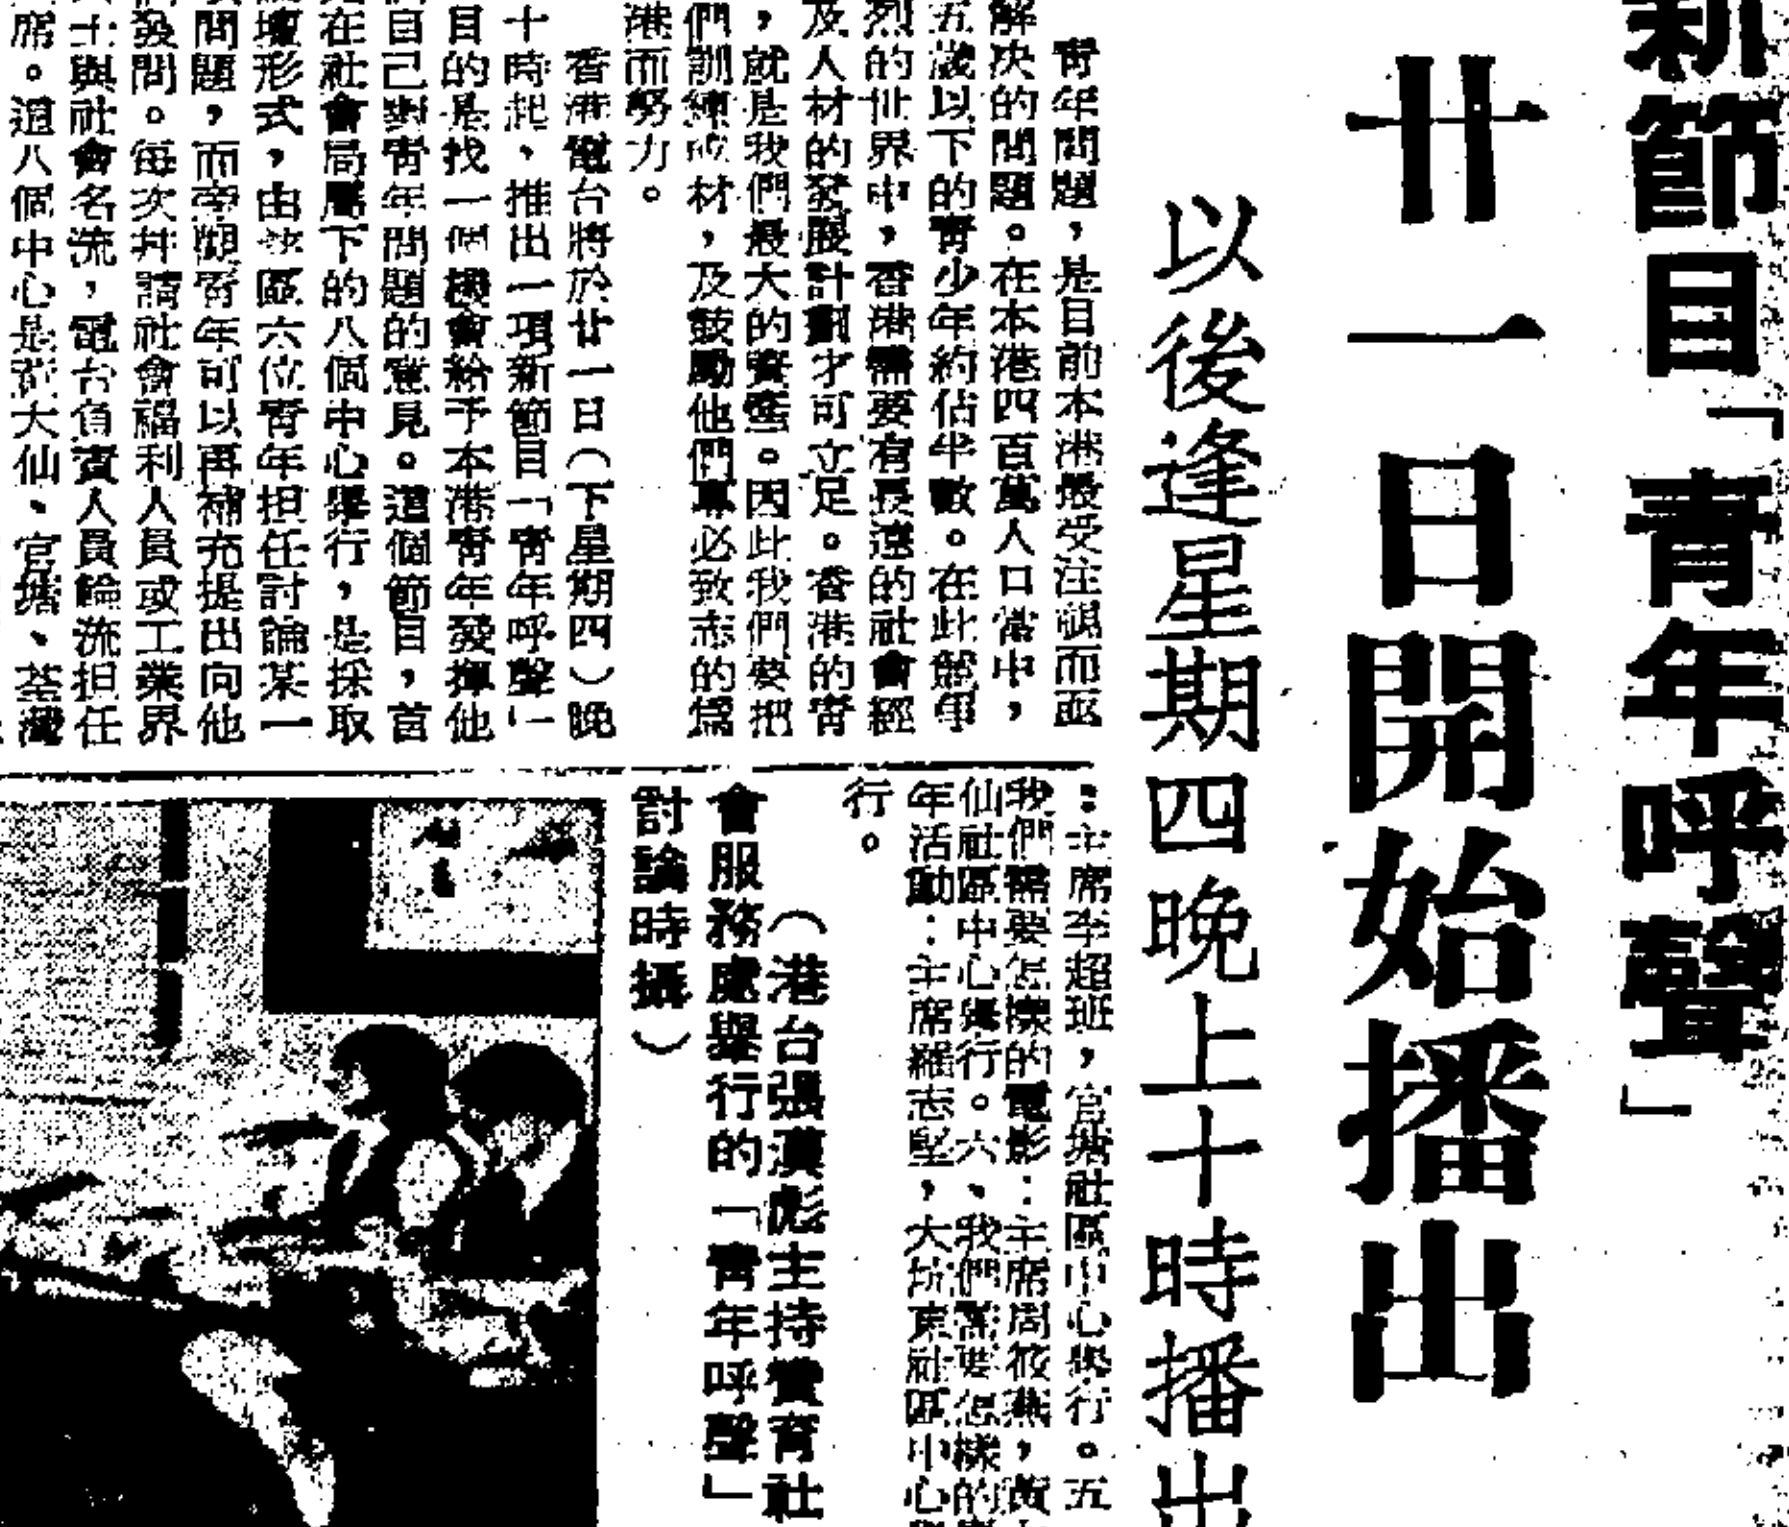 新節目「青年呼聲」
廿一日開始播出
以後逢星期四晚上十時播出
青年問題，是目前本港最受注視而亟
解决的問題。在本港四百萬人口當中，
五歲以下的青少年約佔半數。在此競爭
烈的世界中，香港需要有長遠的社會經
及人材的發展計劃才可立足。香港的青
，就是我們最大的資產。因此我們要把
們訓練成材，及鼓勵他們專心致志的爲
港而努力。
香港電台將於廿一日（下星期四）晚
十時起，推出一項新節目「青年呼聲」
目的是找一個機會給予本港青年發揮他
自己對青年問題的意見。這個節目，首
在社會局屬下的八個中心舉行，是採取
壇形式，由該區六位青年担任討論某一
問題，而旁觀青年可以再補充提出向他
發問。每次幷請社會福利人員或工業界
士與社會名流，電台負責人員輪流担任
席。這八個中心是黃大仙、官塘、荃灣
：主席李超班，官塘社區中心舉行。五
我們需要怎樣的電影：主席周筱燕，黃
仙社區中心舉行。六、我們需要怎樣的
年活動：主席羅志堅，大坑東社區中心
行。
（港台張漢彪主持賽育社
會服務處舉行的「青年呼聲」
討論時攝）